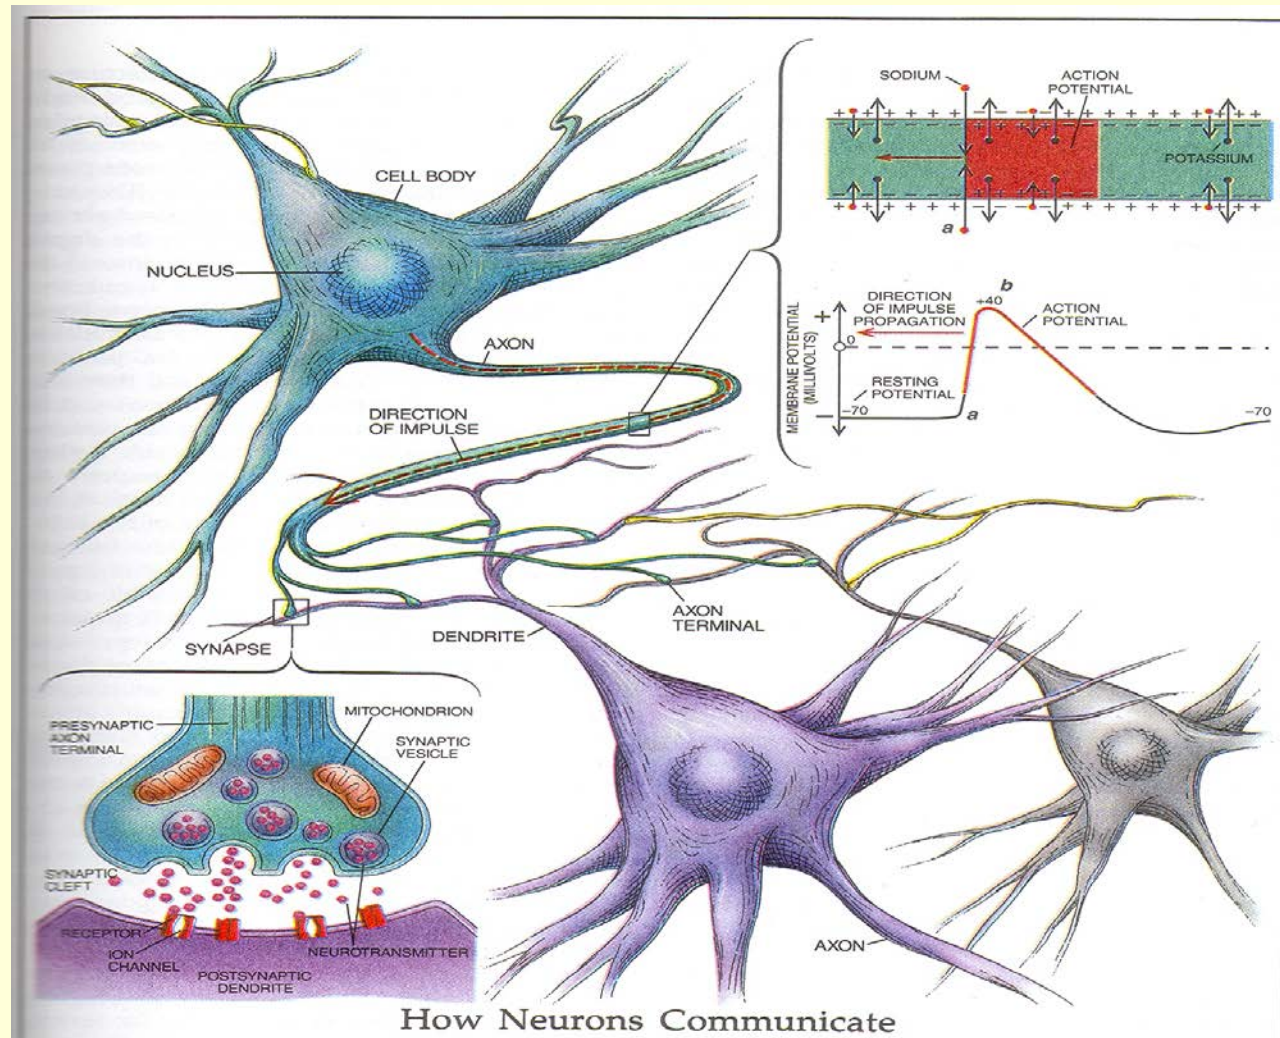 CELL BODY
NUCLEUS
AXON
DIRECTION
OF IMPULSE
SODIUM
ACTION
POTENTIAL
POTASSIUM
a
MEMBRANE POTENTIAL
(MILLIVOLTS)
+
0
−
DIRECTION
OF IMPULSE
PROPAGATION
b
+40
ACTION
POTENTIAL
RESTING
POTENTIAL
−70
a
−70
SYNAPSE
DENDRITE
AXON
TERMINAL
PRESYNAPTIC
AXON
TERMINAL
MITOCHONDRION
SYNAPTIC
VESICLE
SYNAPTIC
CLEFT
RECEPTOR
ION
CHANNEL
NEUROTRANSMITTER
POSTSYNAPTIC
DENDRITE
AXON
How Neurons Communicate